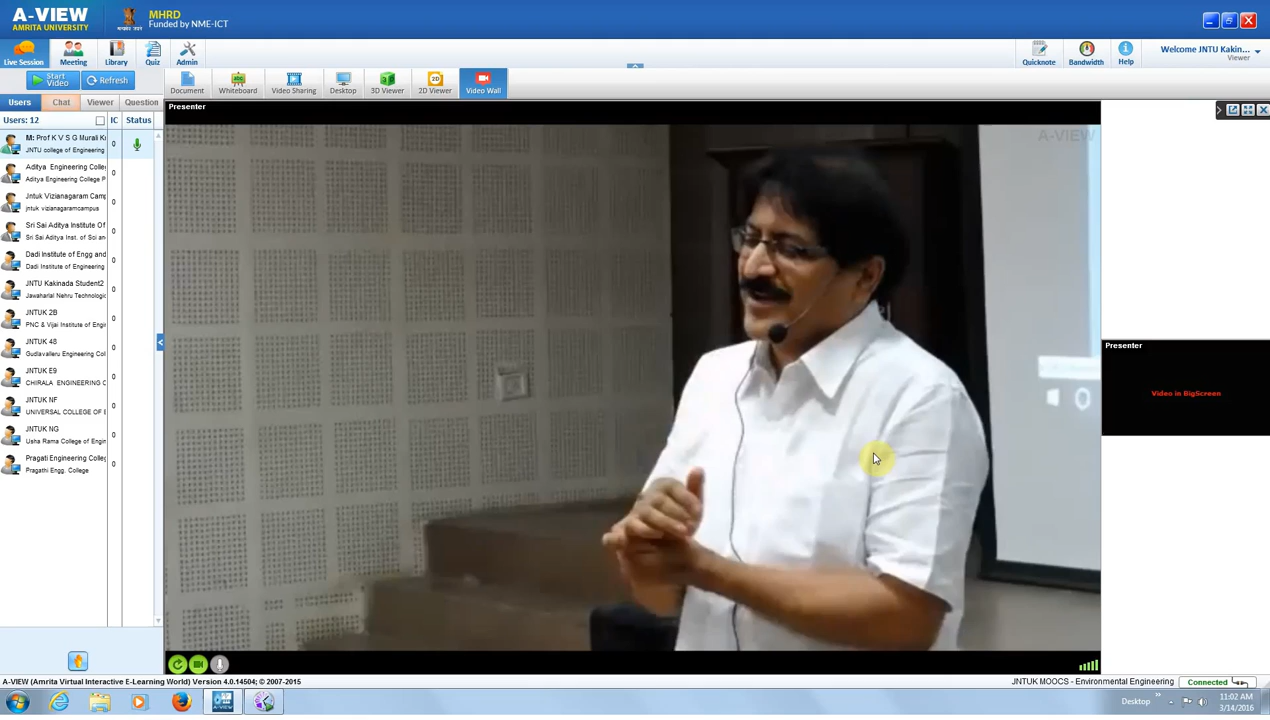 A-VIEW
AMRITA UNIVERSITY
MHRD
Funded by NME-ICT
Live Session
Meeting
Library
Quiz
Admin
Quicknote
Bandwidth
Help
Welcome JNTU Kakin...
Viewer
Start Video
Refresh
Document
Whiteboard
Video Sharing
Desktop
3D Viewer
2D Viewer
Video Wall
Users
Chat
Viewer
Question
Users: 12
IC
Status
Presenter
A-VIEW
M: Prof K V S G Murali Kr
JNTU college of Engineering
0
Aditya Engineering Colle
Aditya Engineering College P
0
Jntuk Vizianagaram Camp
jntuk vizianagaramcampus
0
Sri Sai Aditya Institute Of
Sri Sai Aditya Inst. of Sci and
0
Dadi Institute of Engg and
Dadi Institute of Engineering
0
JNTU Kakinada Student2
Jawaharlal Nehru Technologic
0
JNTUK 2B
PNC & Vijai Institute of Engin
0
JNTUK 48
Gudlavalleru Engineering Col
0
JNTUK E9
CHIRALA ENGINEERING C
0
JNTUK NF
UNIVERSAL COLLEGE OF E
0
JNTUK NG
Usha Rama College of Engin
0
Pragati Engineering Colle
Pragathi Engg. College
0
Presenter
Video in BigScreen
A-VIEW (Amrita Virtual Interactive E-Learning World) Version 4.0.14504; © 2007-2015
JNTUK MOOCS - Environmental Engineering
Connected
Desktop
11:02 AM
3/14/2016